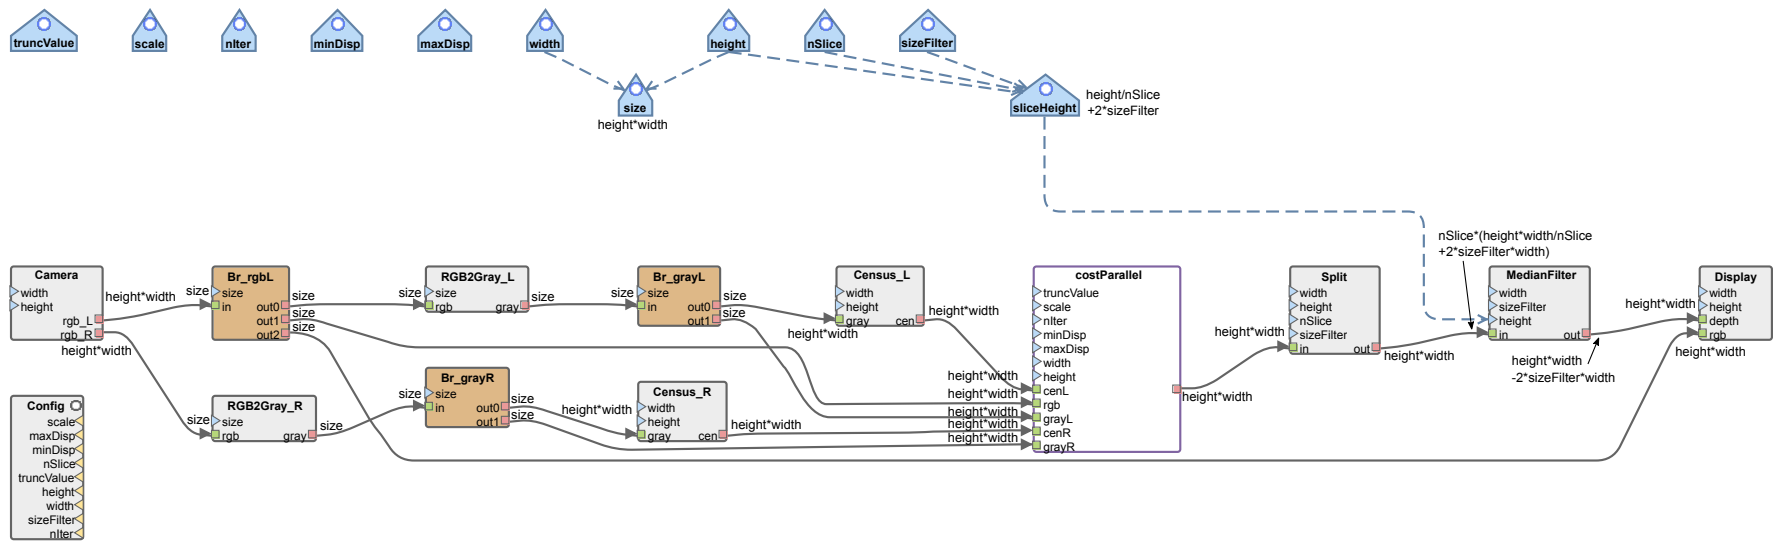 truncValue
scale
nIter
minDisp
maxDisp
width
height
nSlice
sizeFilter
size
height*width
sliceHeight
height/nSlice
+2*sizeFilter
Camera
width
height
rgb_L
rgb_R
height*width
height*width
size
Br_rgbL
size
in
out0
out1
out2
size
size
size
size
RGB2Gray_L
size
rgb
gray
size
size
Br_grayL
size
in
out0
out1
size
size
height*width
Census_L
width
height
gray
cen
height*width
Config
scale
maxDisp
minDisp
nSlice
truncValue
height
width
sizeFilter
nIter
size
RGB2Gray_R
size
rgb
gray
size
size
Br_grayR
size
in
out0
out1
size
size
height*width
Census_R
width
height
gray
cen
height*width
height*width
height*width
height*width
height*width
height*width
costParallel
truncValue
scale
nIter
minDisp
maxDisp
width
height
cenL
rgb
grayL
cenR
grayR
height*width
height*width
Split
width
height
nSlice
sizeFilter
in
out
height*width
nSlice*(height*width/nSlice
+2*sizeFilter*width)
MedianFilter
width
sizeFilter
height
in
out
height*width
-2*sizeFilter*width
height*width
Display
width
height
depth
rgb
height*width